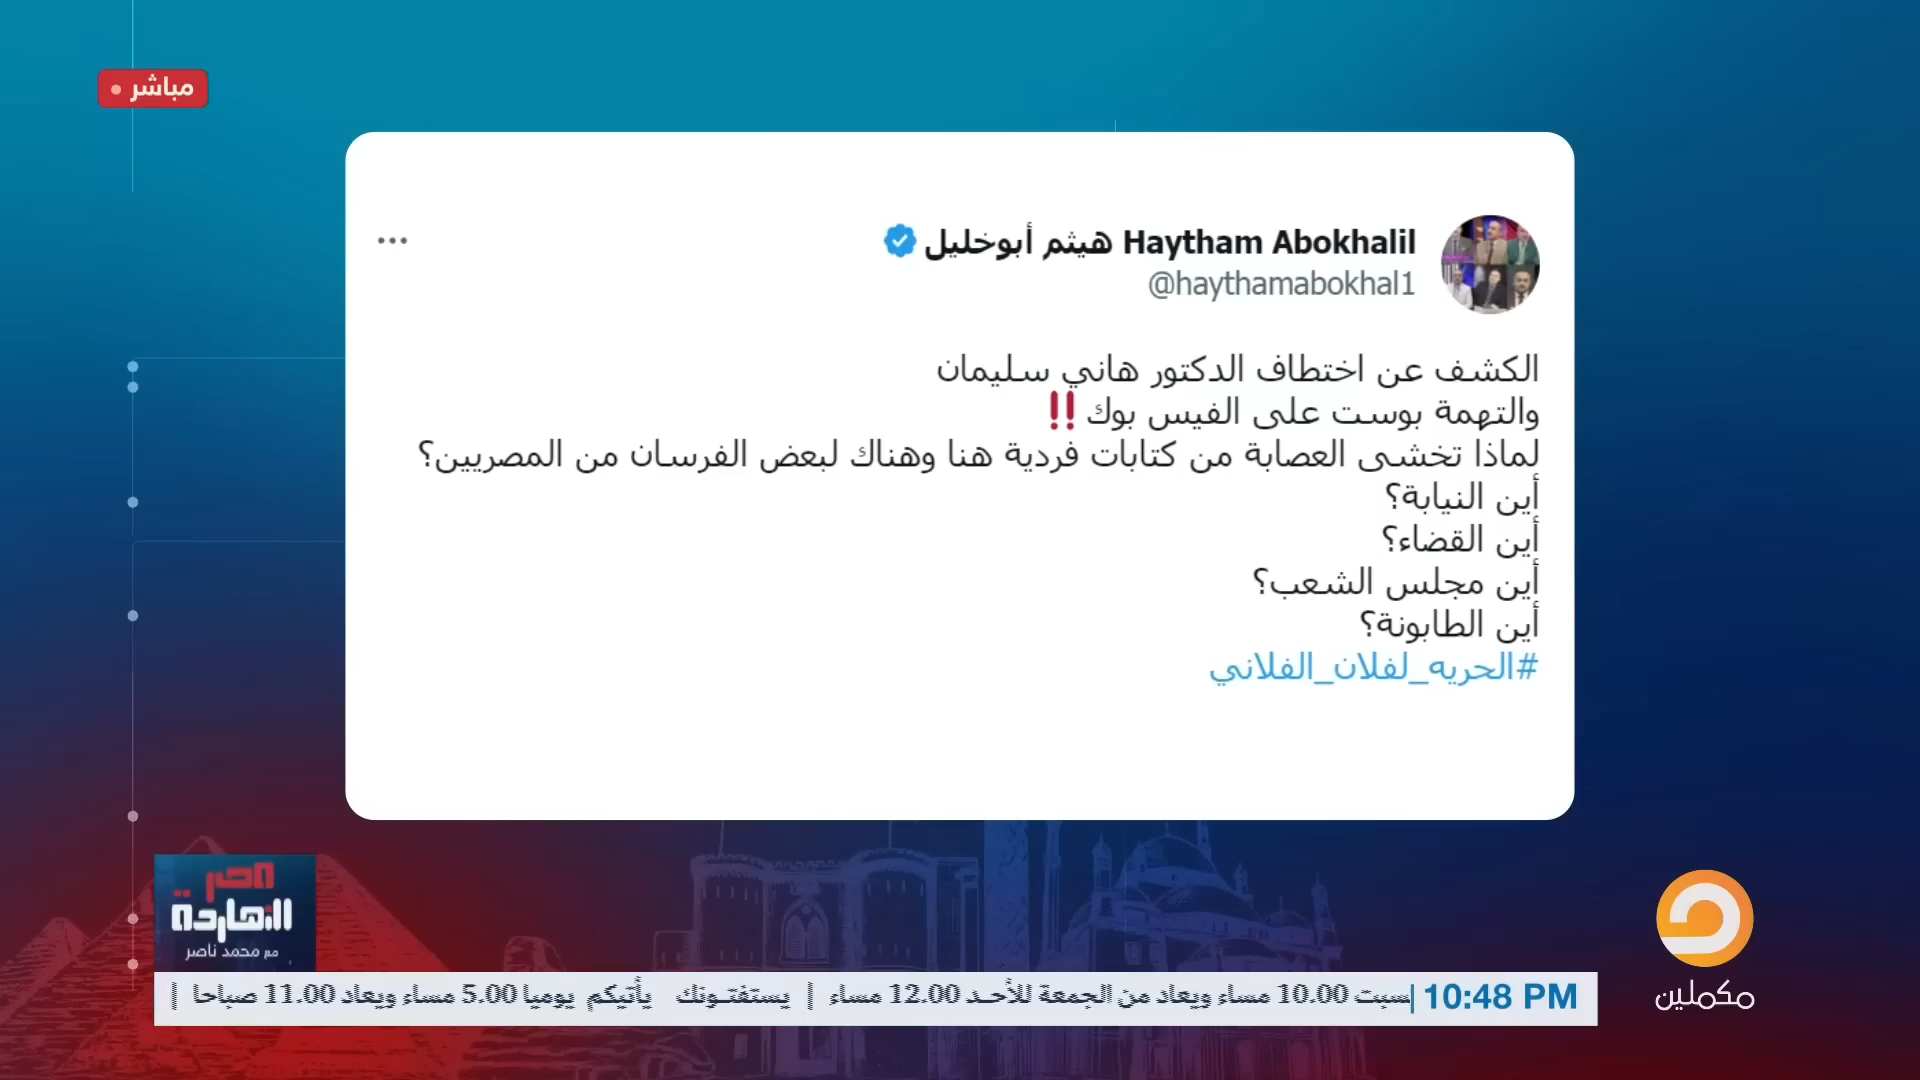 مباشر
Haytham Abokhalil هيثم أبوخليل
@haythamabokhal1
الكشف عن اختطاف الدكتور هاني سليمان
والتهمة بوست على الفيس بوك‼️
لماذا تخشى العصابة من كتابات فردية هنا وهناك لبعض الفرسان من المصريين؟
أين النيابة؟
أين القضاء؟
أين مجلس الشعب؟
أين الطابونة؟
#الحريه_لفلان_الفلاني
مصر
النهاردة
مع محمد ناصر
سبت 10.00 مساء ويعاد من الجمعة للأحد 12.00 مساء | يستفتونك يأتيكم يوميا 5.00 مساء ويعاد 11.00 صباحا |
10:48 PM
مكملين